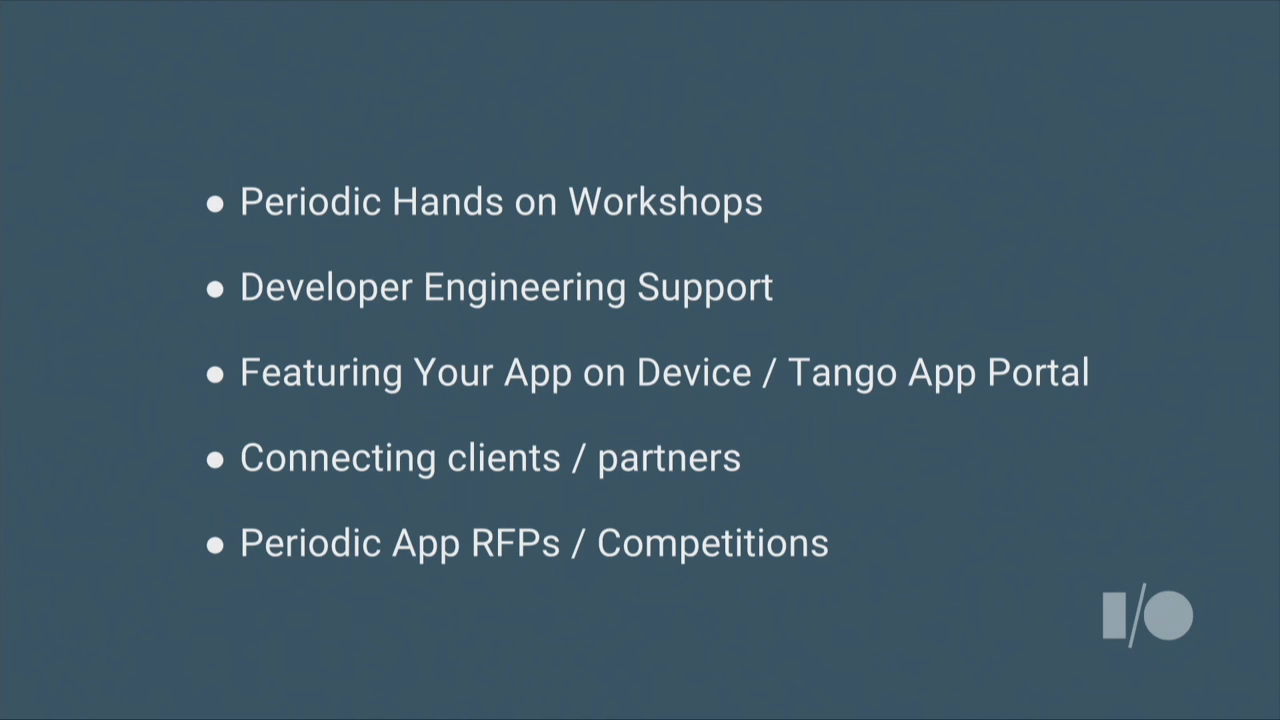 ● Periodic Hands on Workshops
● Developer Engineering Support
● Featuring Your App on Device / Tango App Portal
● Connecting clients / partners
● Periodic App RFPs / Competitions
I/O